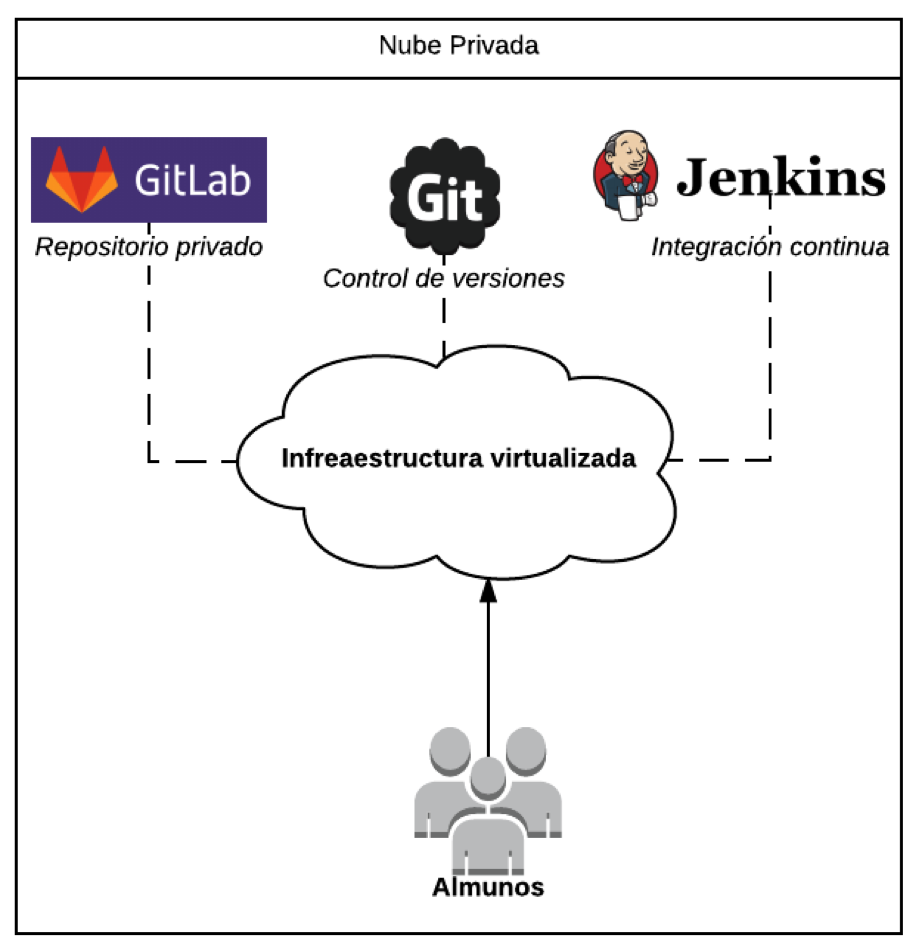 Nube Privada
GitLab
Git
Jenkins
Repositorio privado
Control de versiones
Integración continua
Infreaestructura virtualizada
Almunos